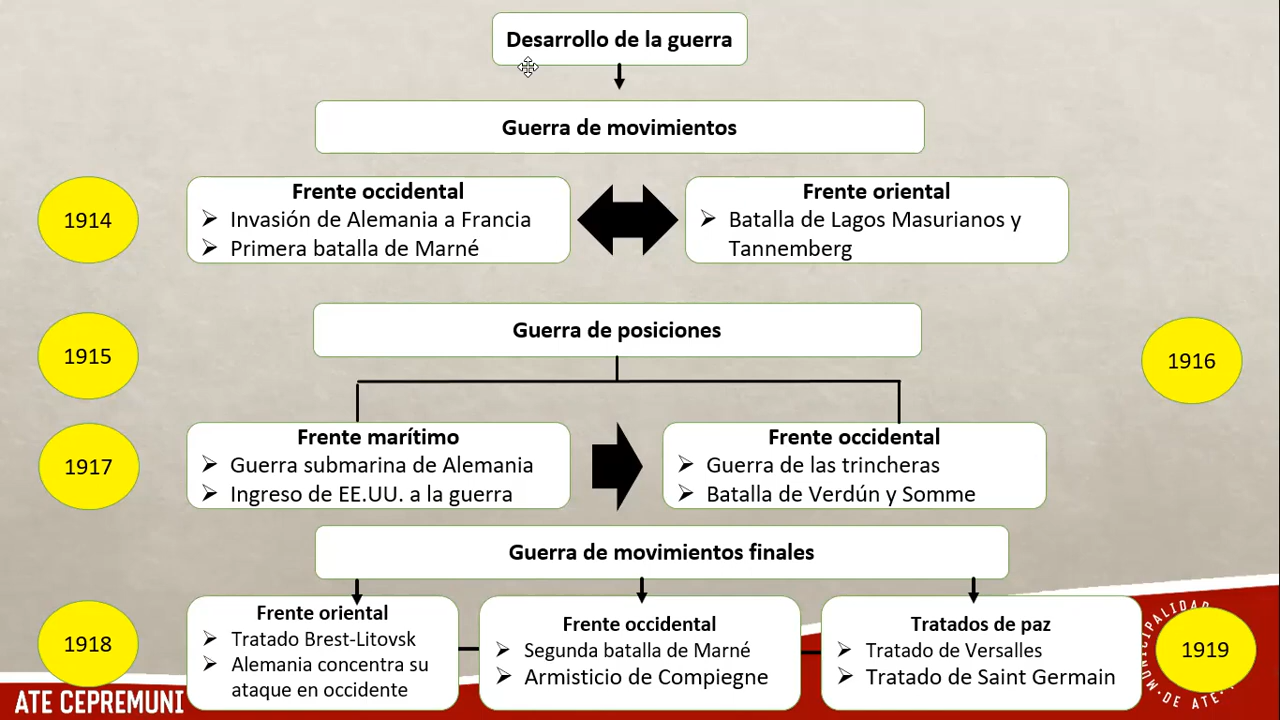 Desarrollo de la guerra
Guerra de movimientos
1914
Frente occidental
Invasión de Alemania a Francia
Primera batalla de Marné
Frente oriental
Batalla de Lagos Masurianos y
Tannemberg
Guerra de posiciones
1915
1916
1917
Frente marítimo
Guerra submarina de Alemania
Ingreso de EE.UU. a la guerra
Frente occidental
Guerra de las trincheras
Batalla de Verdún y Somme
Guerra de movimientos finales
1918
Frente oriental
Tratado Brest-Litovsk
Alemania concentra su
ataque en occidente
Frente occidental
Segunda batalla de Marné
Armisticio de Compiegne
Tratados de paz
Tratado de Versalles
Tratado de Saint Germain
1919
ATE CEPREMUNI
DE ATE